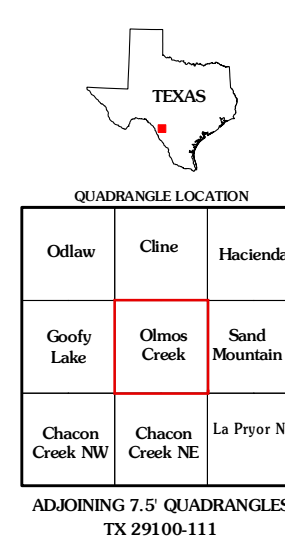 TEXAS
QUADRANGLE LOCATION
Odlaw
Cline
Hacienda
Goofy
Lake
Olmos
Creek
Sand
Mountain
Chacon
Creek NW
Chacon
Creek NE
La Pryor N
ADJOINING 7.5' QUADRANGLES
TX 29100-111